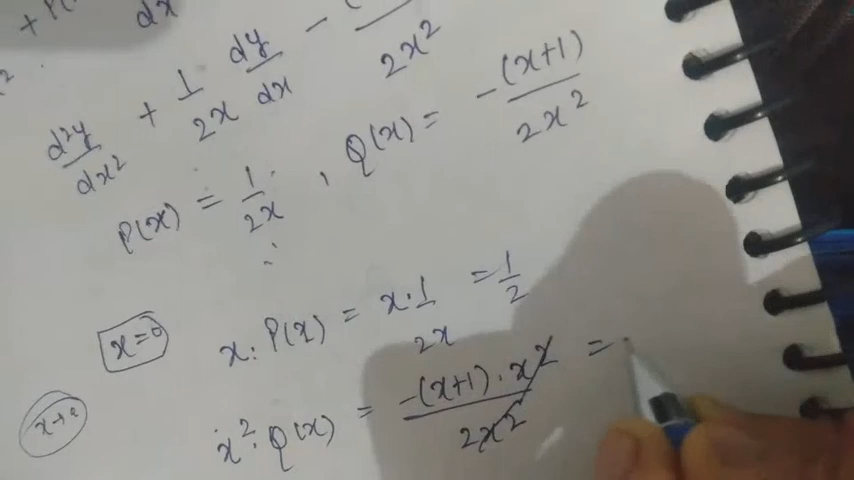 + P( dx
d²y/dx² + 1/2x dy/dx - ( /2x²
P(x) = 1/2x , Q(x) = -(x+1)/2x²
∴
x=0 x. P(x) = x.1/2x = 1/2
x² . Q(x) = -(x+1) . x²/2x² =